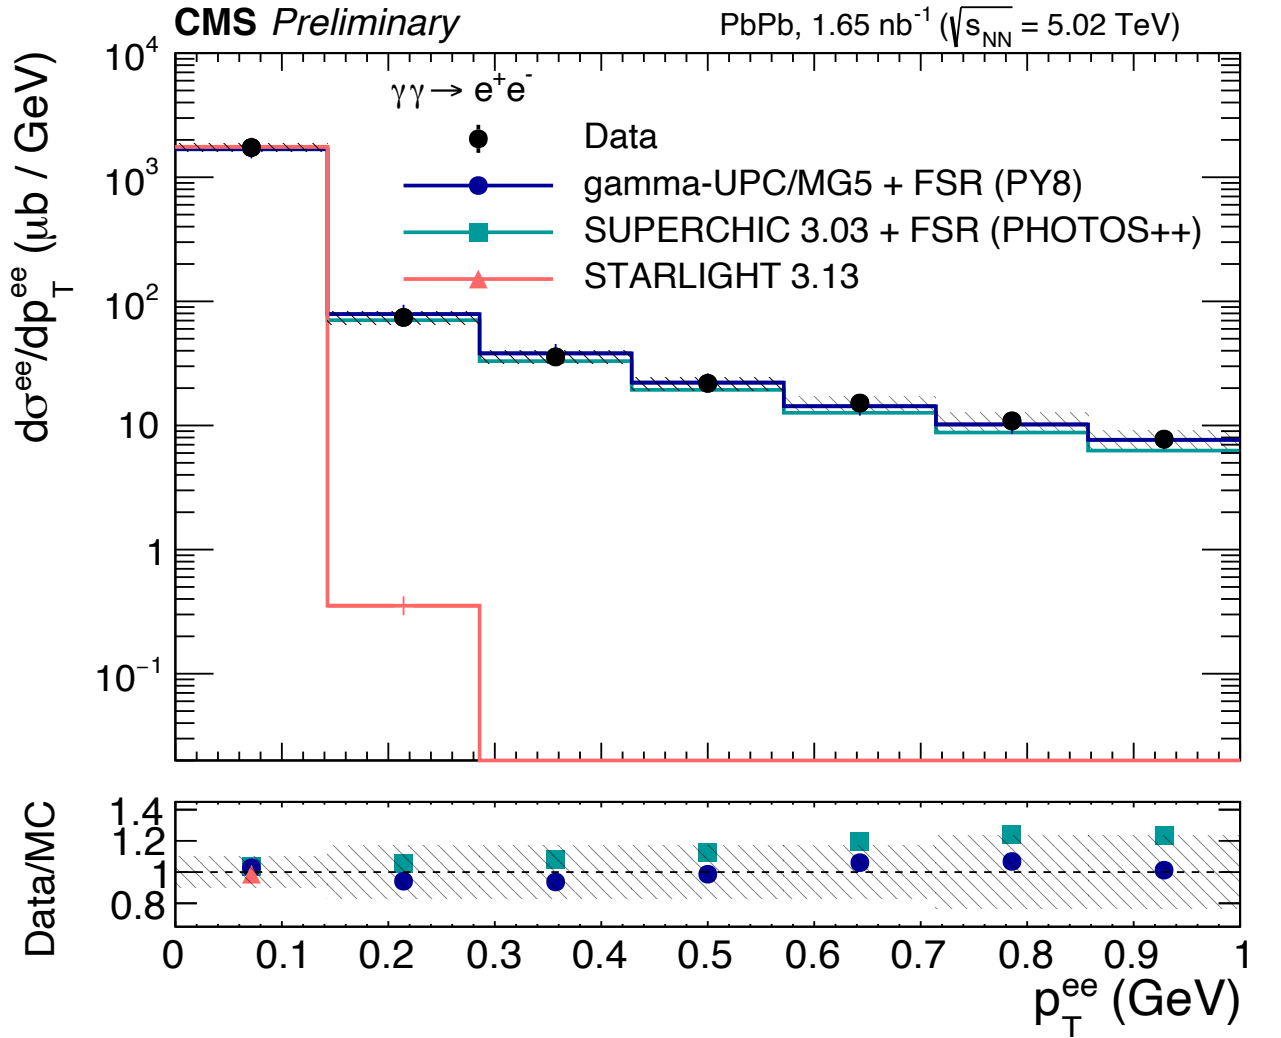 CMS Preliminary
PbPb, 1.65 nb⁻¹ (√s_NN = 5.02 TeV)
γγ → e⁺e⁻
Data
gamma-UPC/MG5 + FSR (PY8)
SUPERCHIC 3.03 + FSR (PHOTOS++)
STARLIGHT 3.13
dσ^ee/dp_T^ee (μb / GeV)
10⁴
10³
10²
10
1
10⁻¹
Data/MC
1.4
1.2
1
0.8
0 0.1 0.2 0.3 0.4 0.5 0.6 0.7 0.8 0.9 1
p_T^ee (GeV)